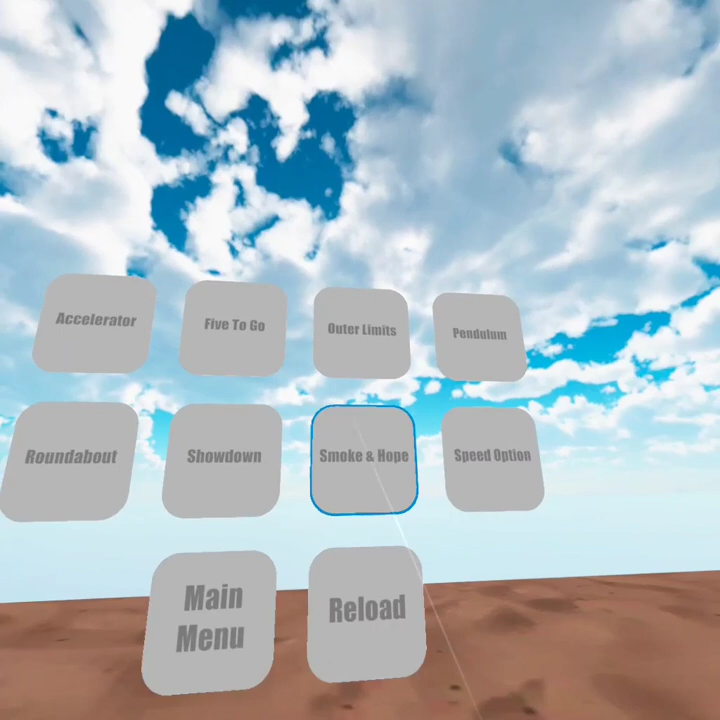 Accelerator
Five To Go
Outer Limits
Pendulum
Roundabout
Showdown
Smoke & Hope
Speed Option
Main
Menu
Reload